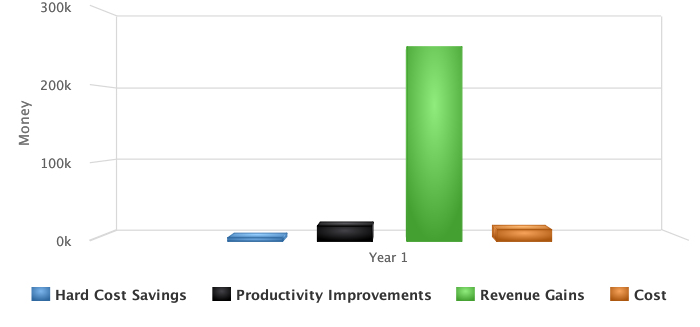 300k
200k
100k
0k
Money
Year 1
Hard Cost Savings Productivity Improvements Revenue Gains Cost